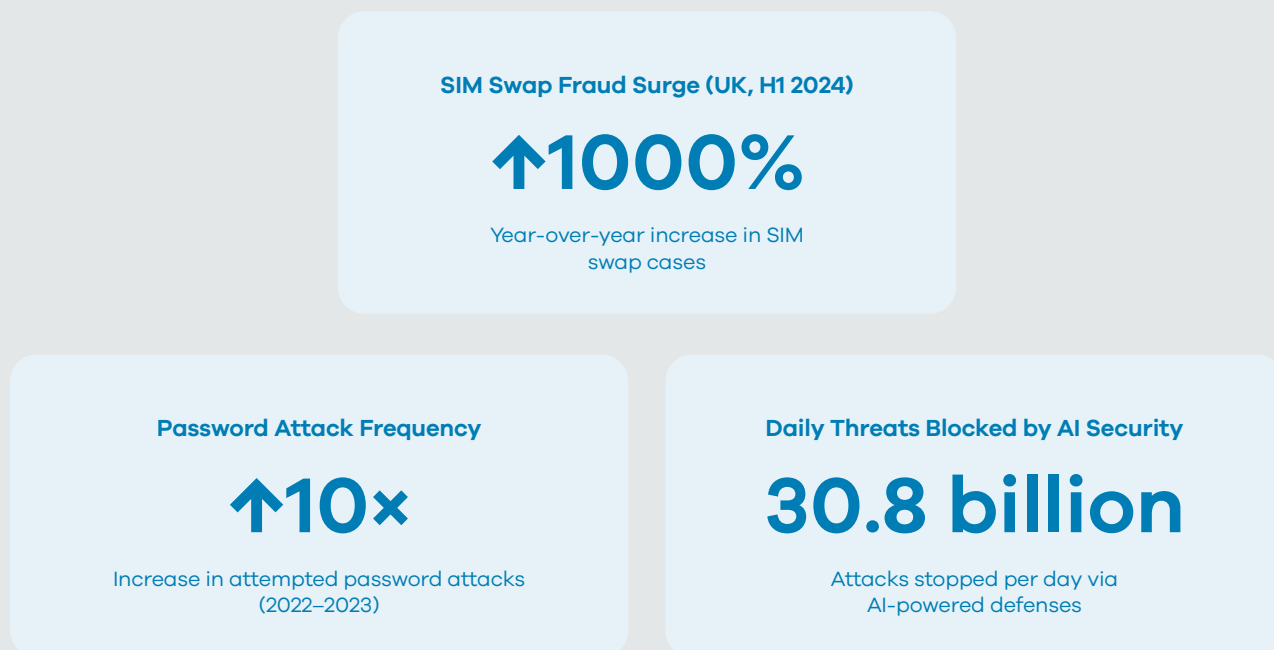 SIM Swap Fraud Surge (UK, H1 2024)
↑1000%
Year-over-year increase in SIM
swap cases
Password Attack Frequency
↑10×
Increase in attempted password attacks
(2022–2023)
Daily Threats Blocked by AI Security
30.8 billion
Attacks stopped per day via
AI-powered defenses